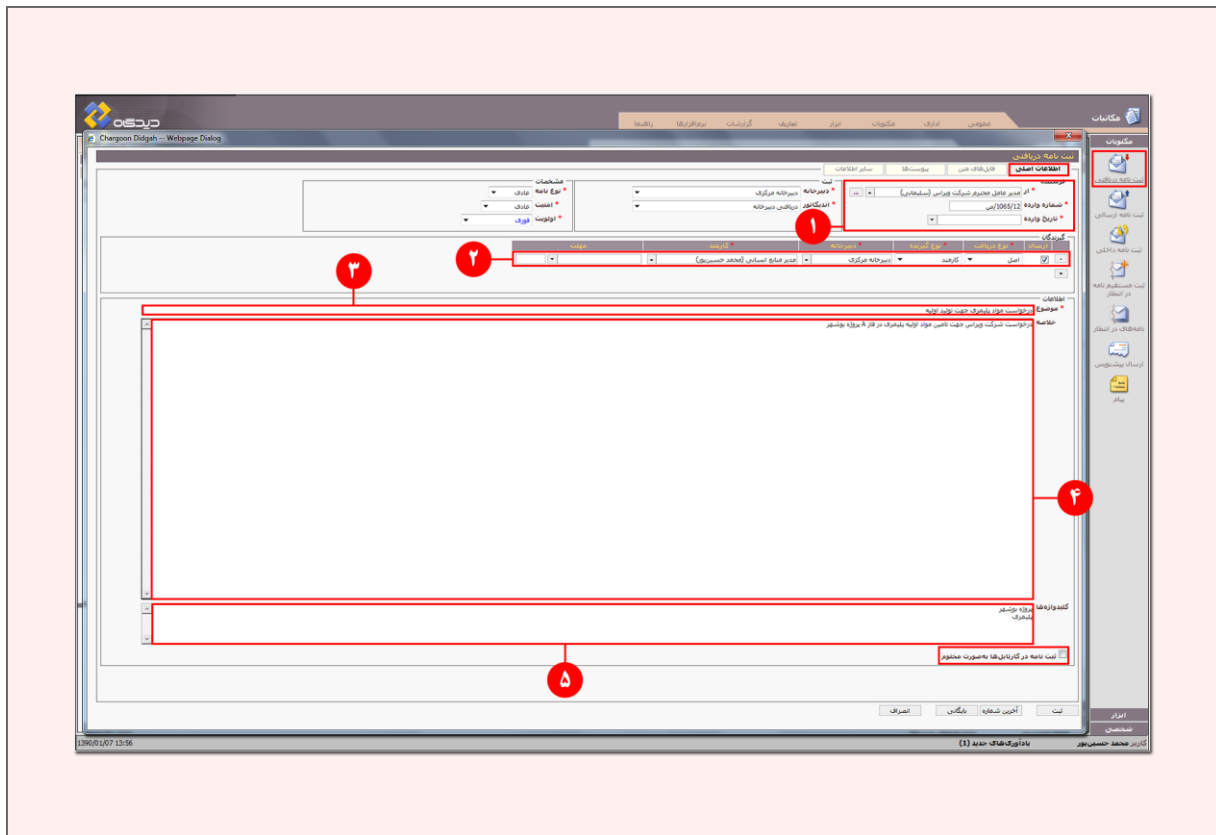 مکاتبات
عمومی اداری مکتوبات ابزار تعاریف گزارشات نرم‌افزارها راهنما
دیدگاه
Chargoon Didgah -- Webpage Dialog
مکتوبات
ثبت نامه دریافتی
ثبت نامه ارسالی
ثبت نامه داخلی
ثبت مستقیم نامه
در انتظار
نامه‌های در انتظار
ارسال پیشنویس
پیام
ابزار
شخصی
ثبت نامه دریافتی
اطلاعات اصلی فایل‌های متن پیوست‌ها سایر اطلاعات
فرستنده
* از مدیر عامل محترم شرکت ویراس (سلیمانی) ...
* شماره وارده 1065/12/ص
* تاریخ وارده
۱
ثبت
* دبیرخانه دبیرخانه مرکزی
* اندیکاتور دریافتی دبیرخانه
مشخصات
* نوع نامه عادی
* امنیت عادی
* اولویت فوری
گیرندگان
ارسال * نوع دریافت * نوع گیرنده * دبیرخانه * کارمند مهلت
- اصل کارمند دبیرخانه مرکزی مدیر منابع انسانی (محمد حسین‌پور)
+
۲
۳
اطلاعات
* موضوع درخواست مواد پلیمری جهت تولید اولیه
خلاصه درخواست شرکت ویراس جهت تامین مواد اولیه پلیمری در فاز A پروژه بوشهر
۴
کلیدواژه‌ها پروژه بوشهر
پلیمری
ثبت نامه در کارتابل‌ها به‌صورت مختوم
۵
ثبت آخرین شماره بایگانی انصراف
کاربر محمد حسین‌پور یادآوری‌های جدید (1) 1390/01/07 13:56